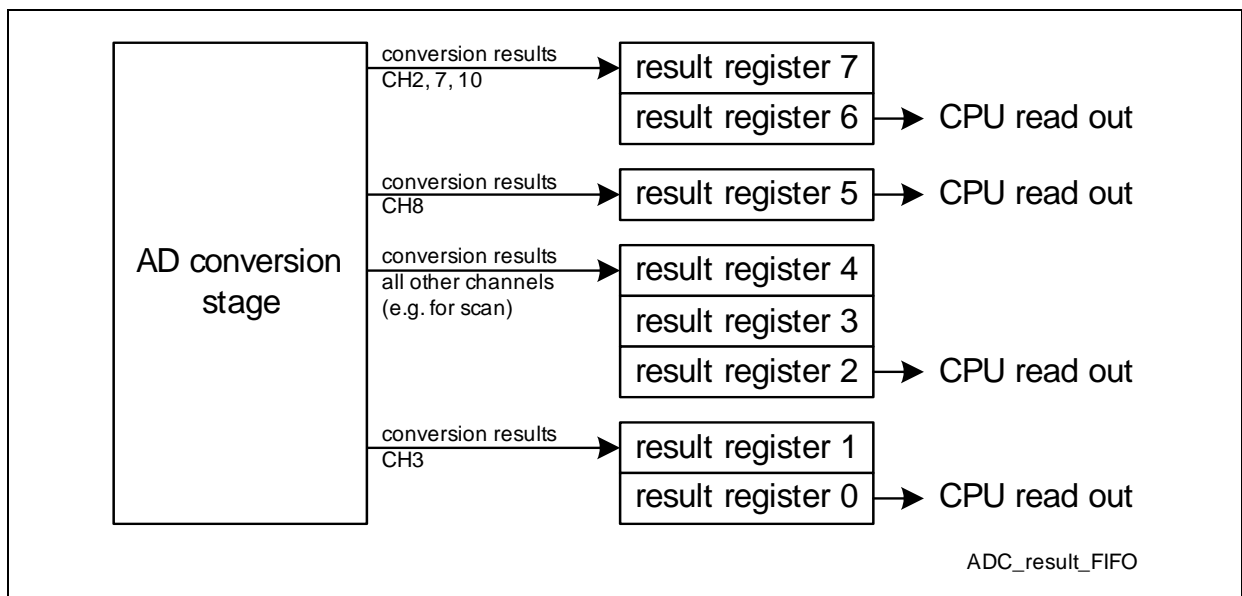 AD conversion
stage
conversion results
CH2, 7, 10
result register 7
result register 6
CPU read out
conversion results
CH8
result register 5
CPU read out
conversion results
all other channels
(e.g. for scan)
result register 4
result register 3
result register 2
CPU read out
conversion results
CH3
result register 1
result register 0
CPU read out
ADC_result_FIFO